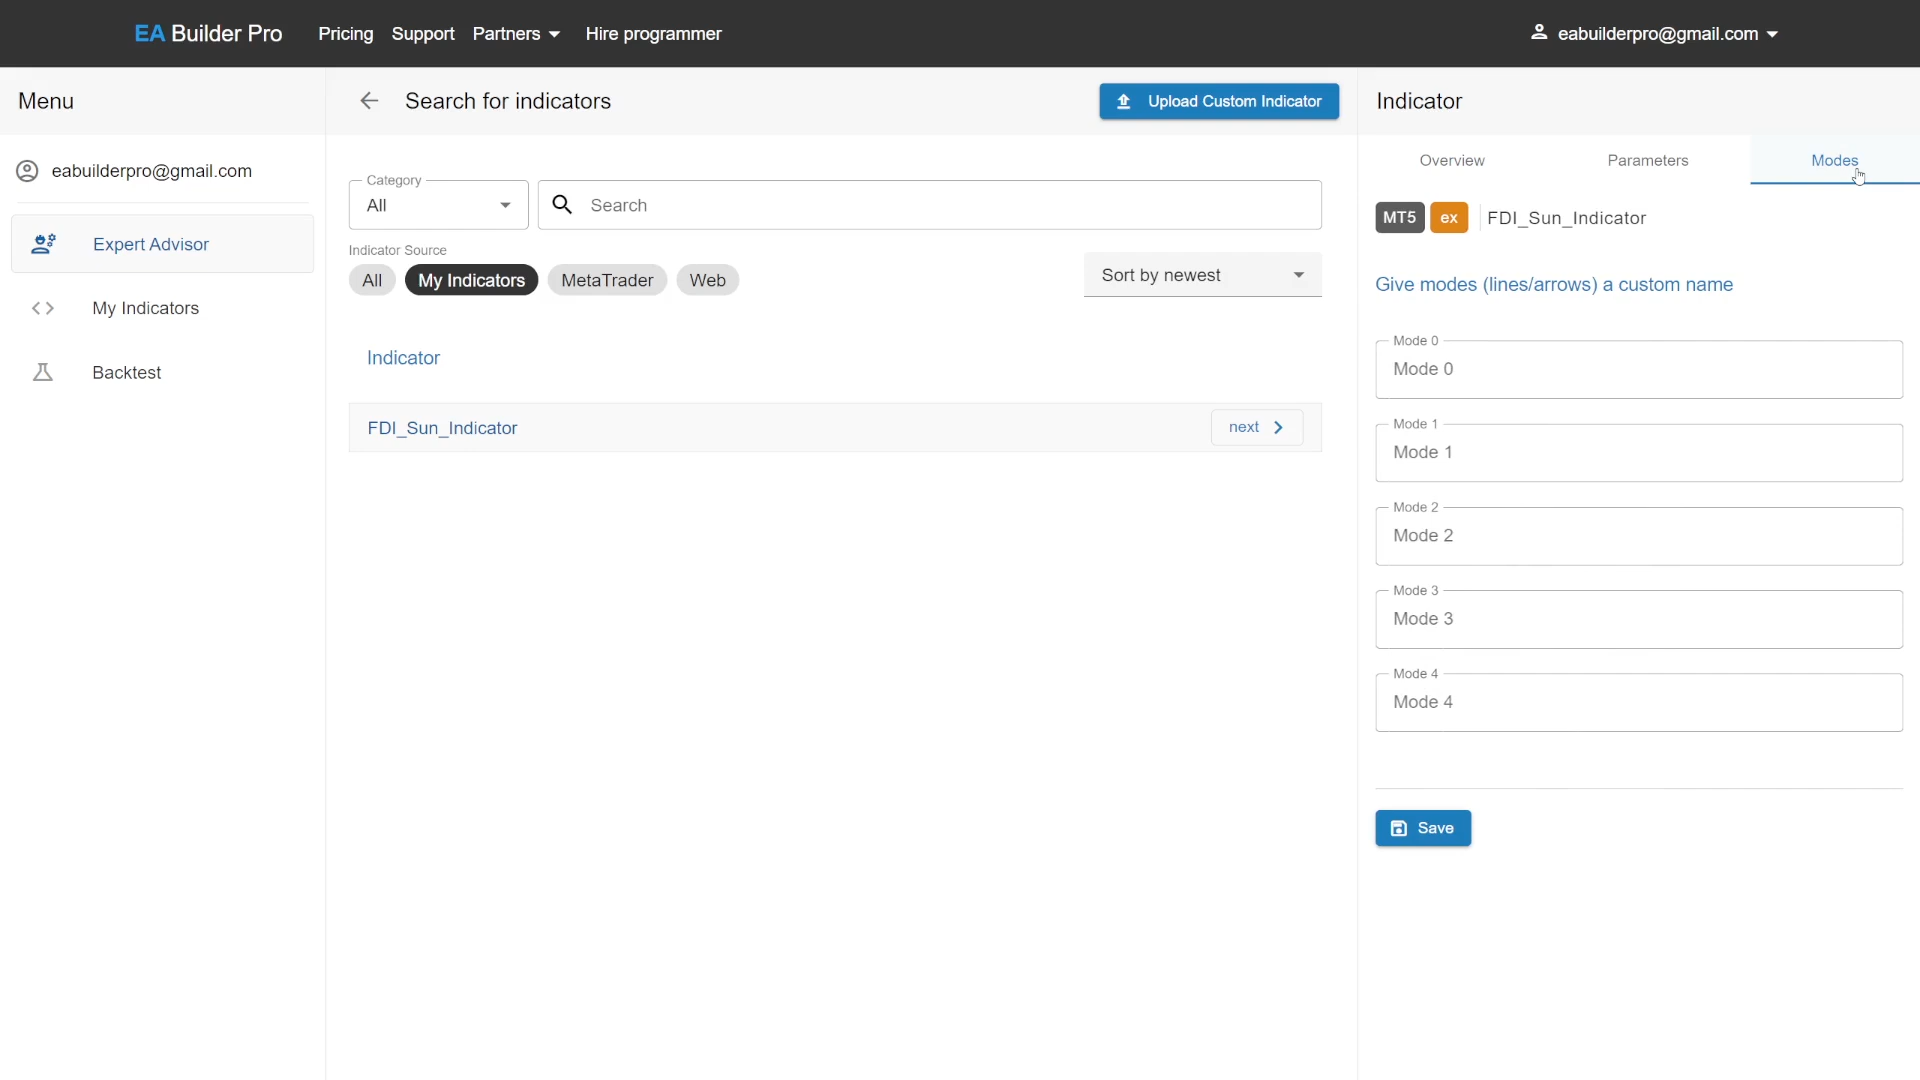 EA Builder Pro Pricing Support Partners Hire programmer eabuilderpro@gmail.com
Menu
Search for indicators
Upload Custom Indicator
Indicator
eabuilderpro@gmail.com
Expert Advisor
My Indicators
Backtest
Category
All
Search
Indicator Source
All My Indicators MetaTrader Web
Sort by newest
Indicator
FDI_Sun_Indicator
next
Overview Parameters Modes
MT5 ex FDI_Sun_Indicator
Give modes (lines/arrows) a custom name
Mode 0
Mode 0
Mode 1
Mode 1
Mode 2
Mode 2
Mode 3
Mode 3
Mode 4
Mode 4
Save